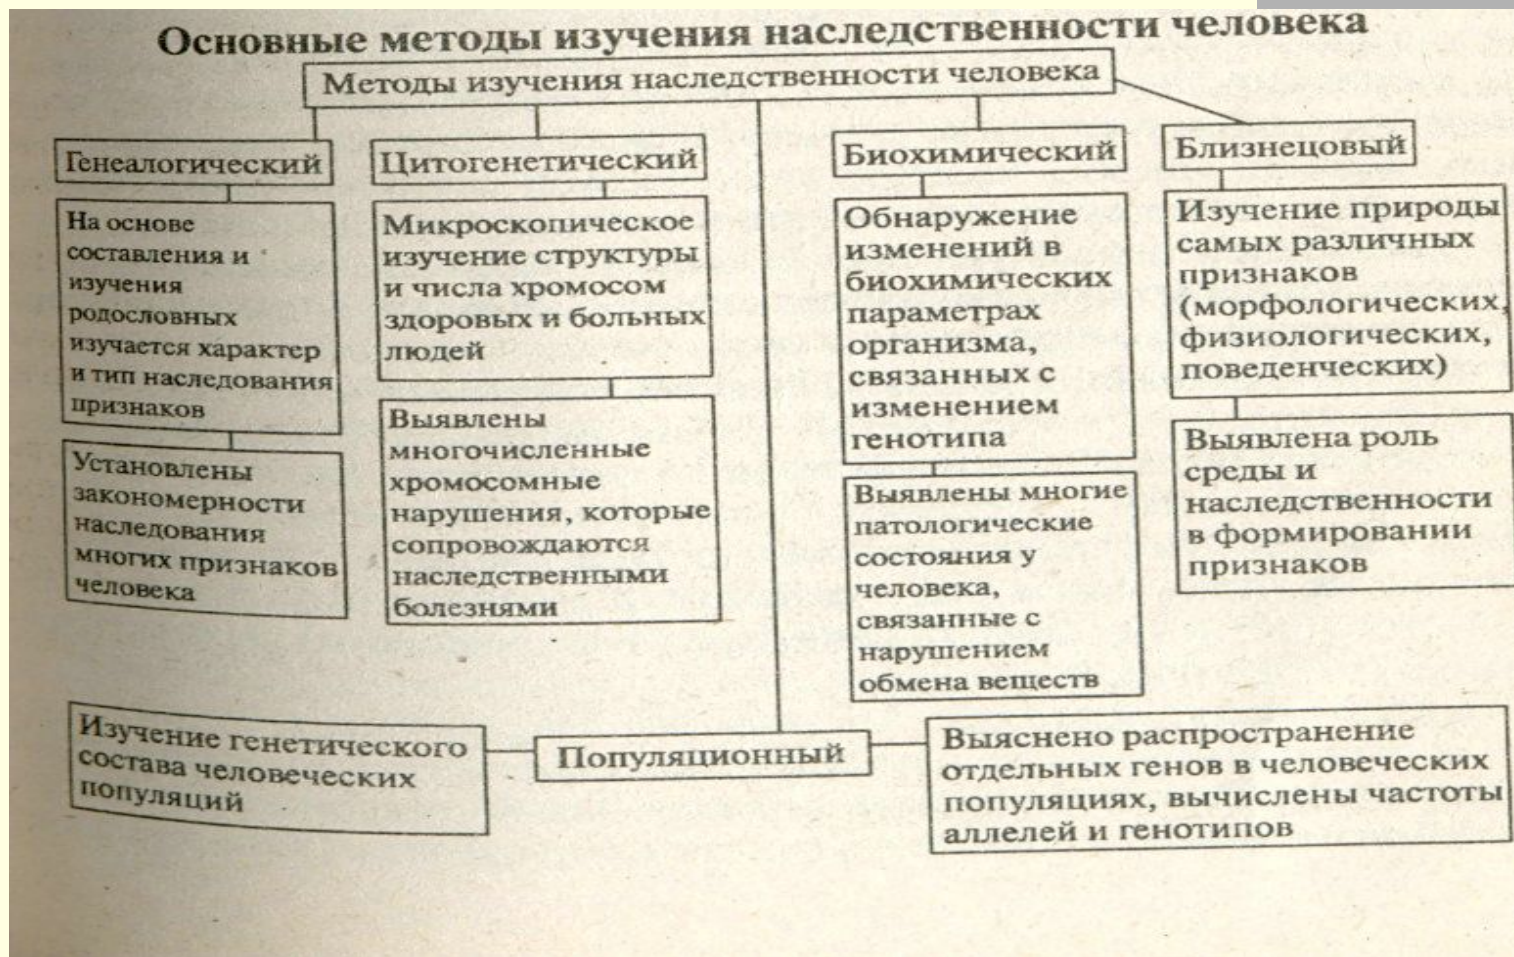 Основные методы изучения наследственности человека
Методы изучения наследственности человека
Генеалогический
На основе
составления и
изучения
родословных
изучается характер
и тип наследования
признаков
Установлены
закономерности
наследования
многих признаков
человека
Цитогенетический
Микроскопическое
изучение структуры
и числа хромосом
здоровых и больных
людей
Выявлены
многочисленные
хромосомные
нарушения, которые
сопровождаются
наследственными
болезнями
Биохимический
Обнаружение
изменений в
биохимических
параметрах
организма,
связанных с
изменением
генотипа
Выявлены многие
патологические
состояния у
человека,
связанные с
нарушением
обмена веществ
Близнецовый
Изучение природы
самых различных
признаков
(морфологических,
физиологических,
поведенческих)
Выявлена роль
среды и
наследственности
в формировании
признаков
Изучение генетического
состава человеческих
популяций
Популяционный
Выяснено распространение
отдельных генов в человеческих
популяциях, вычислены частоты
аллелей и генотипов